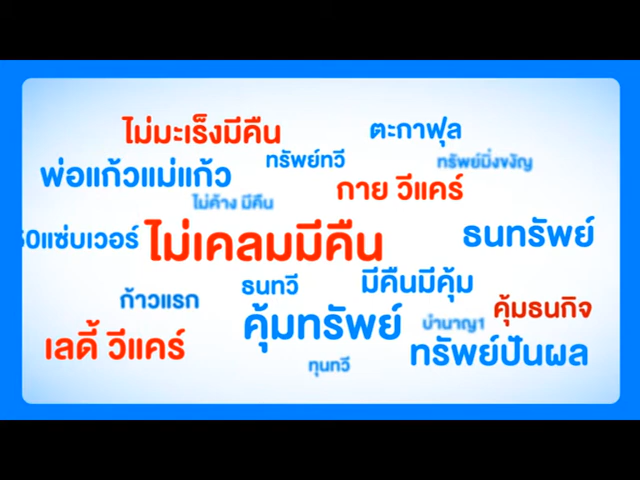 ไม่มะเร็งมีคืน
ตะกาฟุล
ทรัพย์ทวี
ทรัพย์มิ่งขวัญ
พ่อแก้วแม่แก้ว
กาย วีแคร์
ไม่ค้าง มีคืน
60แซ่บเวอร์
ไม่เคลมมีคืน
ธนทรัพย์
ธนทวี
มีคืนมีคุ้ม
ก้าวแรก
คุ้มธนกิจ
คุ้มทรัพย์
บำนาญ1
เลดี้ วีแคร์
ทรัพย์ปันผล
ทุนทวี